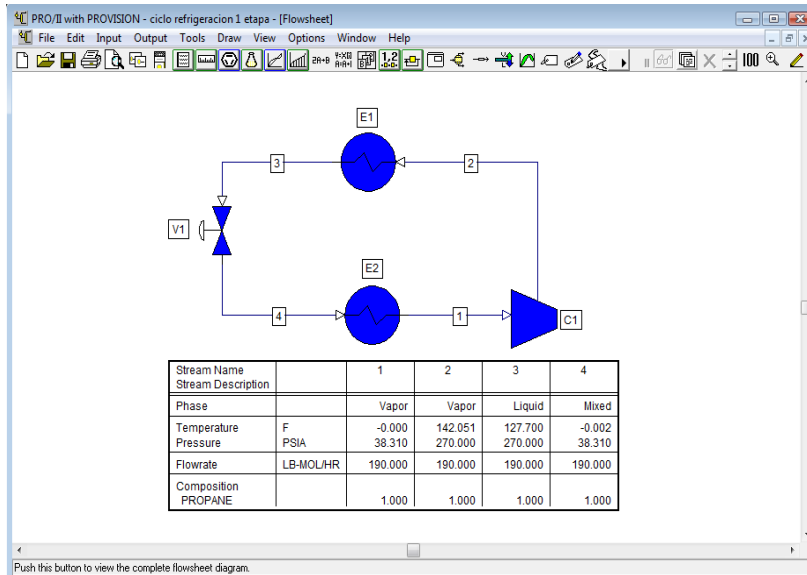 PRO/II with PROVISION - ciclo refrigeracion 1 etapa - [Flowsheet]
File Edit Input Output Tools Draw View Options Window Help
2A+B 1.2 100
E1
3 2
V1
E2
4 1 C1
Stream Name 1 2 3 4
Stream Description
Phase Vapor Vapor Liquid Mixed
Temperature F -0.000 142.051 127.700 -0.002
Pressure PSIA 38.310 270.000 270.000 38.310
Flowrate LB-MOL/HR 190.000 190.000 190.000 190.000
Composition
PROPANE 1.000 1.000 1.000 1.000
Push this button to view the complete flowsheet diagram.